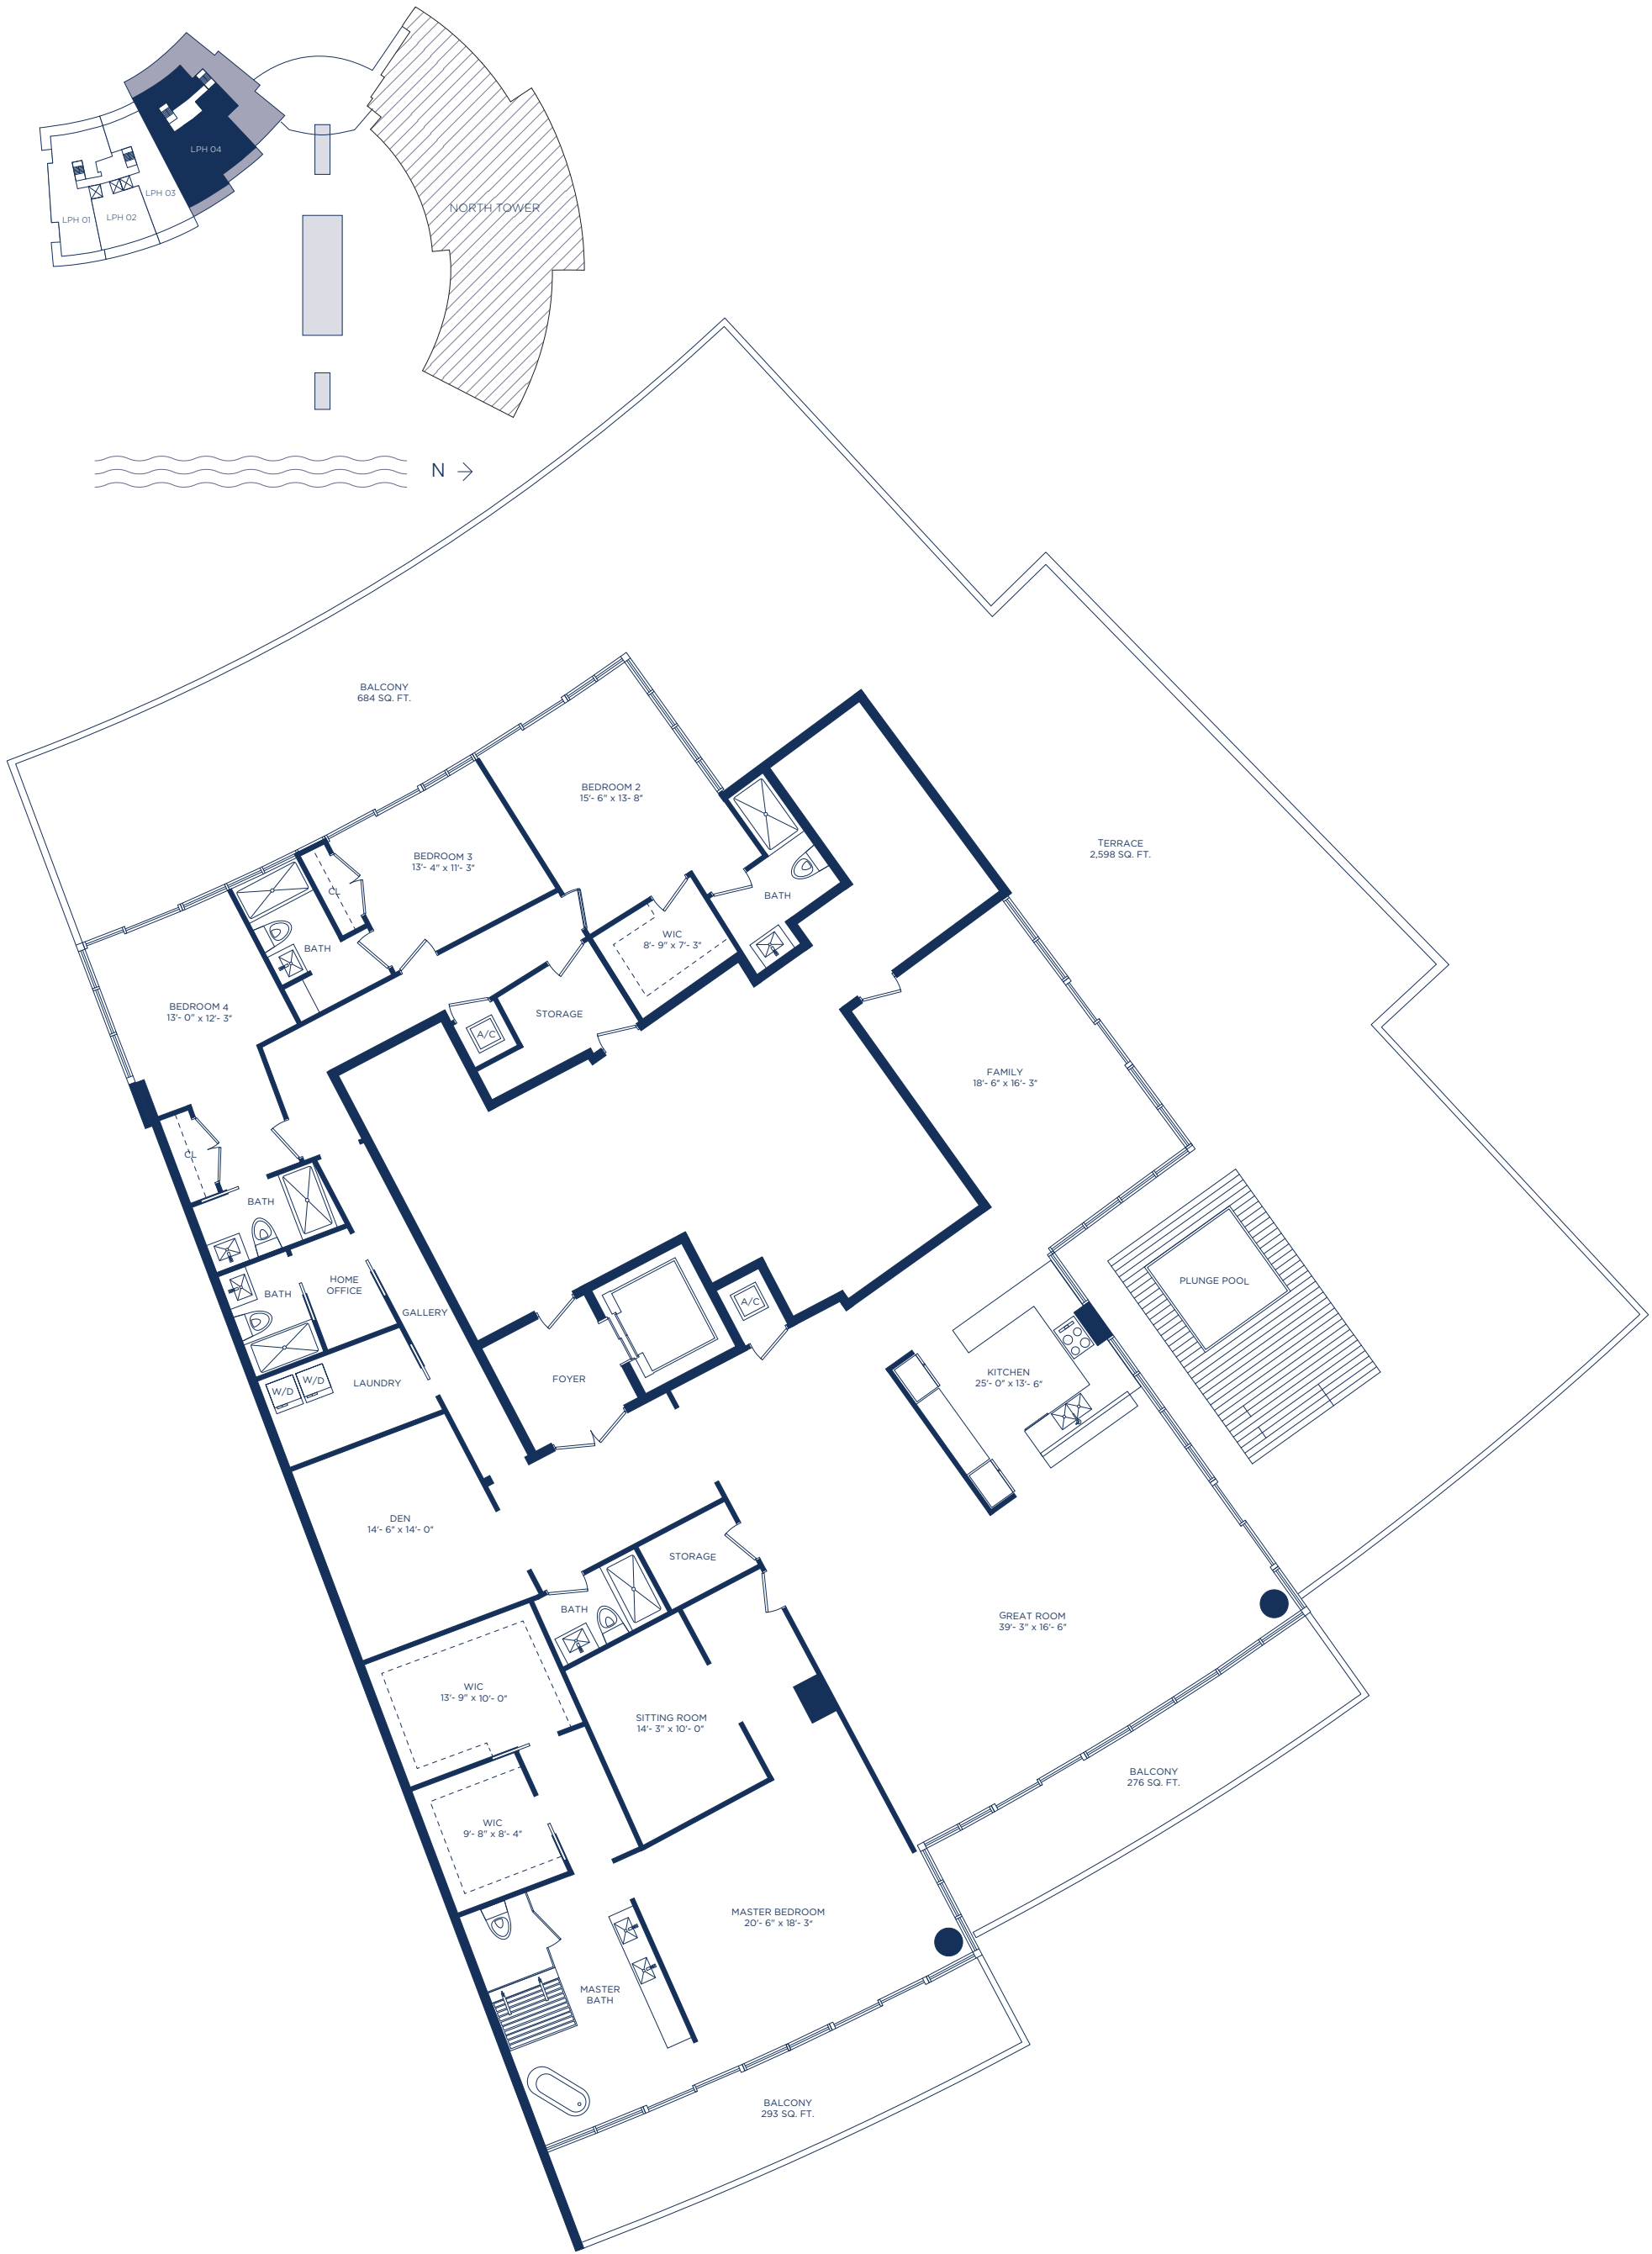 LPH 04
LPH 03
LPH 02
LPH 01
NORTH TOWER
N
BALCONY
684 SQ. FT.
BEDROOM 2
15'- 6" x 13- 8"
TERRACE
2,598 SQ. FT.
BEDROOM 3
13'- 4" x 11'- 3"
CL
BATH
WIC
8'- 9" x 7'- 3"
BATH
BEDROOM 4
13'- 0" x 12'- 3"
STORAGE
A/C
FAMILY
18'- 6" x 16'- 3"
CL
BATH
HOME
OFFICE
BATH
GALLERY
PLUNGE POOL
A/C
W/D
W/D
LAUNDRY
FOYER
KITCHEN
25'- 0" x 13'- 6"
DEN
14'- 6" x 14'- 0"
STORAGE
BATH
GREAT ROOM
39'- 3" x 16'- 6"
WIC
13'- 9" x 10'- 0"
SITTING ROOM
14'- 3" x 10'- 0"
BALCONY
276 SQ. FT.
WIC
9'- 8" x 8'- 4"
MASTER BEDROOM
20'- 6" x 18'- 3"
MASTER
BATH
BALCONY
293 SQ. FT.